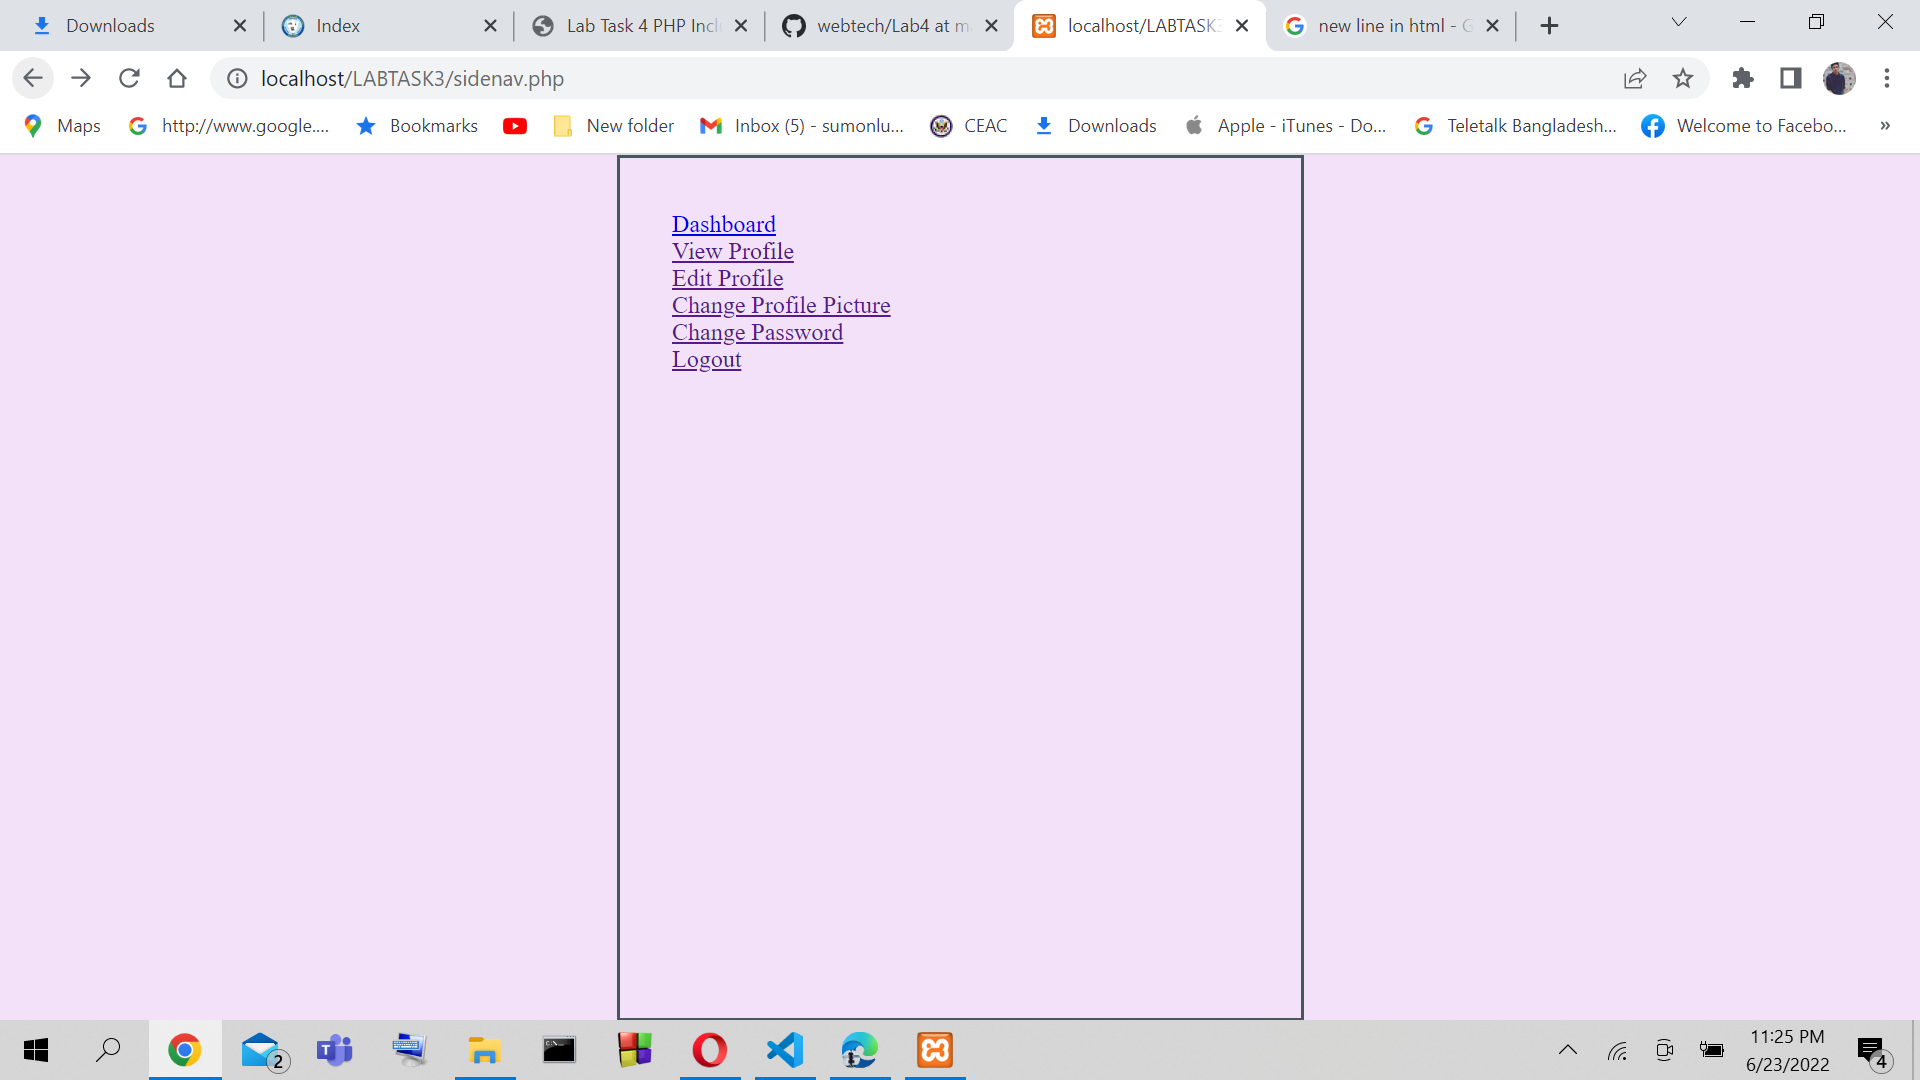 Downloads
Index
Lab Task 4 PHP Incl
webtech/Lab4 at m
localhost/LABTASK3
new line in html - G
localhost/LABTASK3/sidenav.php
Maps
http://www.google....
Bookmarks
New folder
Inbox (5) - sumonlu...
CEAC
Downloads
Apple - iTunes - Do...
Teletalk Bangladesh...
Welcome to Facebo...
»
Dashboard
View Profile
Edit Profile
Change Profile Picture
Change Password
Logout
2
11:25 PM
6/23/2022
4